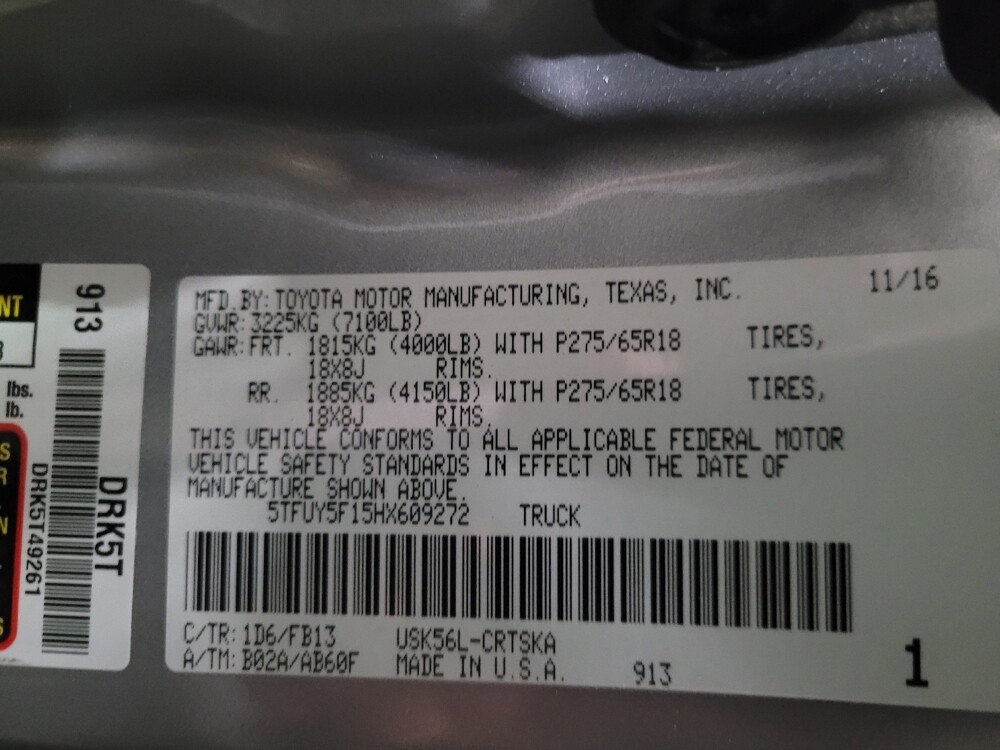 MFD.BY: TOYOTA MOTOR MANUFACTURING, TEXAS, INC. 11/16
GVWR: 3225KG (7100LB)
GAWR: FRT. 1815KG (4000LB) WITH P275/65R18 TIRES,
18X8J RIMS.
RR. 1885KG (4150LB) WITH P275/65R18 TIRES,
18X8J RIMS.
THIS VEHICLE CONFORMS TO ALL APPLICABLE FEDERAL MOTOR
VEHICLE SAFETY STANDARDS IN EFFECT ON THE DATE OF
MANUFACTURE SHOWN ABOVE.
5TFUY5F15HX609272 TRUCK
C/TR: 1D6/FB13 USK56L-CRTSKA
A/TM: B02A/AB60F MADE IN U.S.A. 913
1
913
DRK5T
DRK5T49261
NT
lbs.
lb.